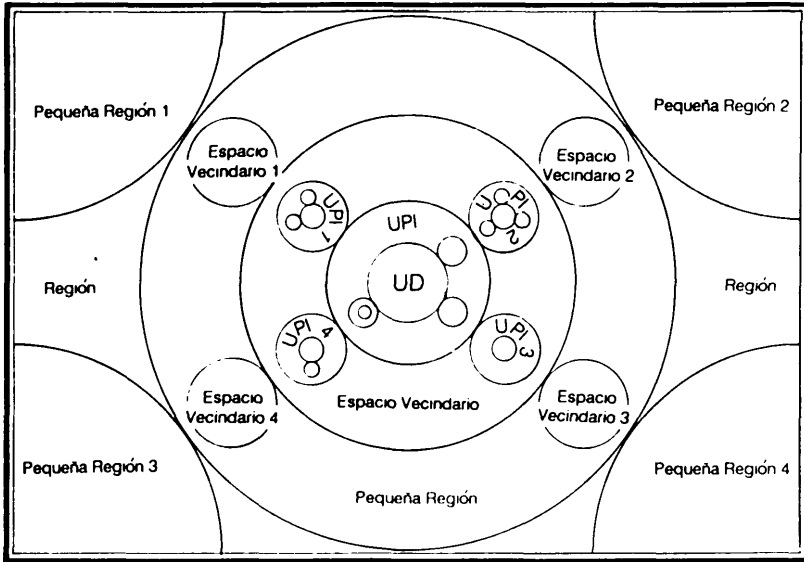 Pequeña Región 1
Pequeña Región 2
Espacio
Vecindario 1
Espacio
Vecindario 2
UPI
1
UPI
U PI
2
Región
UD
Región
UPI 4
UPI
3
Espacio Vecindario
Espacio
Vecindario 4
Espacio
Vecindario 3
Pequeña Región 3
Pequeña Región 4
Pequeña Región